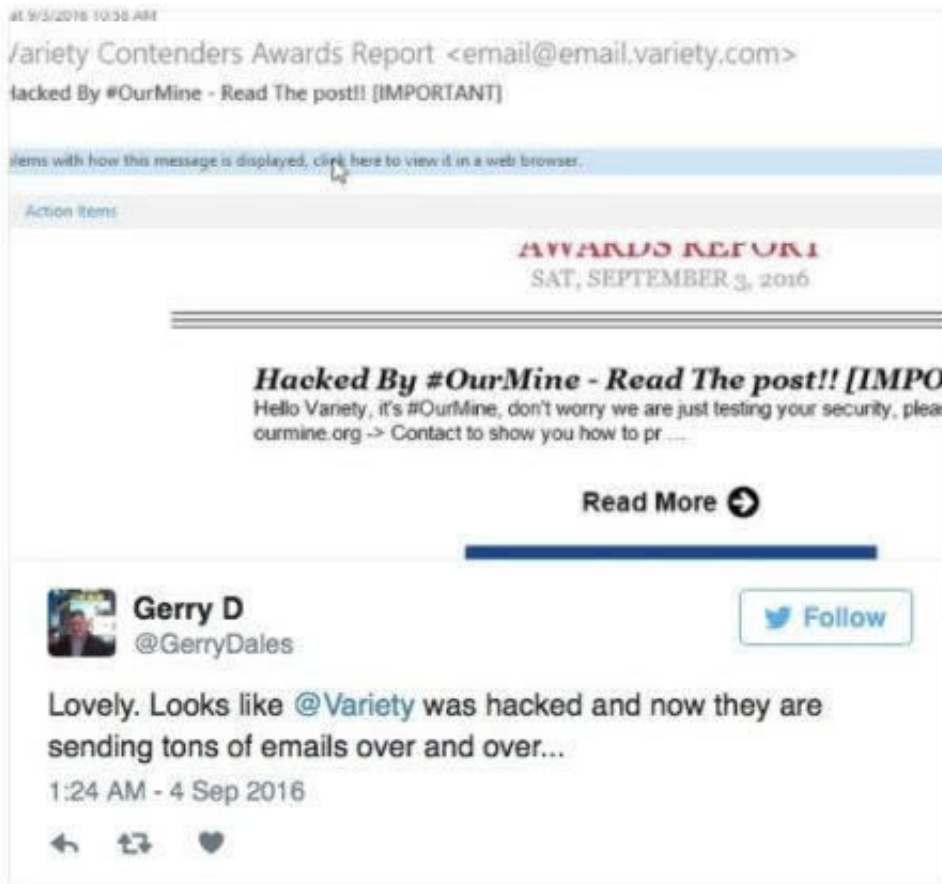 at 9/3/2016 10:38 AM
Variety Contenders Awards Report <email@email.variety.com>
Hacked By #OurMine - Read The post!! [IMPORTANT]
lems with how this message is displayed, click here to view it in a web browser.
Action Items
AWARDS REPORT
SAT, SEPTEMBER 3, 2016
Hacked By #OurMine - Read The post!! [IMPO
Hello Variety, it's #OurMine, don't worry we are just testing your security, pleas
ourmine.org -> Contact to show you how to pr ...
Read More
Gerry D
@GerryDales
Follow
Lovely. Looks like @Variety was hacked and now they are
sending tons of emails over and over...
1:24 AM - 4 Sep 2016